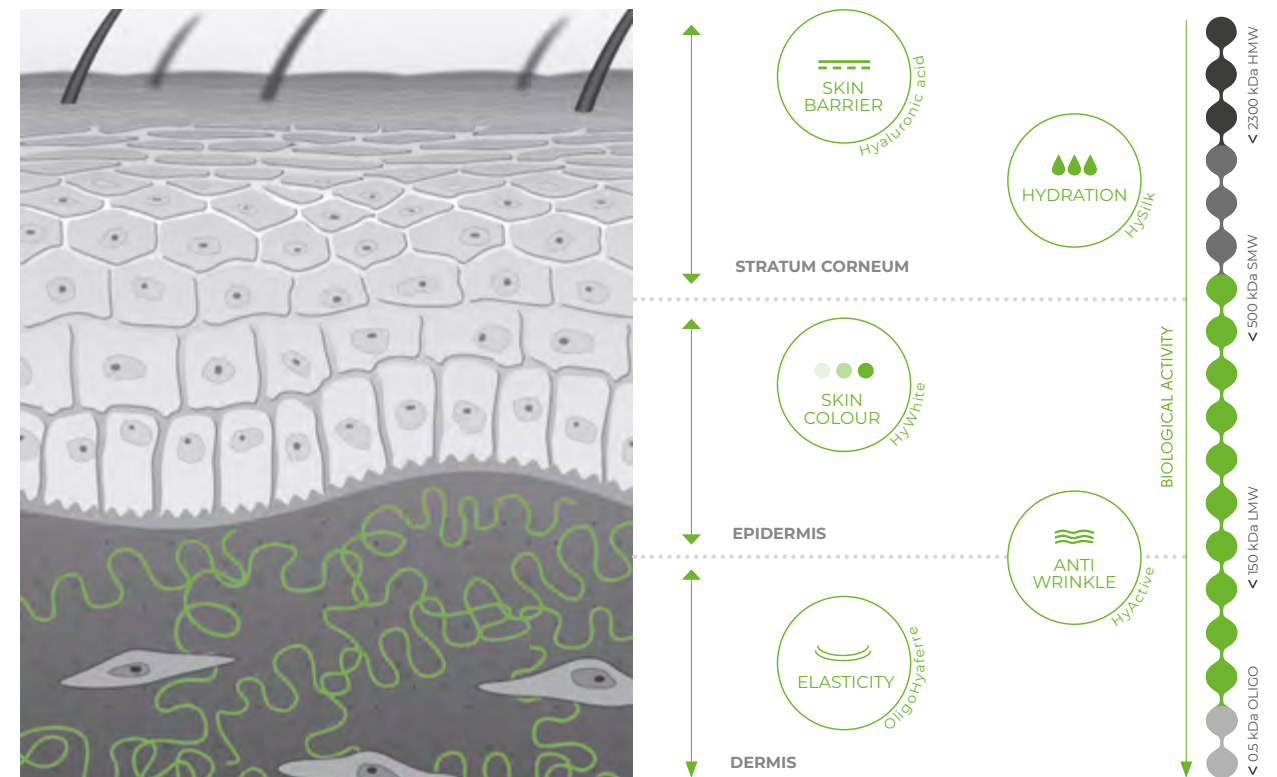 SKIN
BARRIER
Hyaluronic acid
HYDRATION
HySilk
STRATUM CORNEUM
SKIN
COLOUR
HyWhite
EPIDERMIS
ANTI
WRINKLE
HyActive
ELASTICITY
OligoHyaferre
DERMIS
BIOLOGICAL ACTIVITY
< 2300 kDa HMW
< 500 kDa SMW
< 150 kDa LMW
< 0.5 kDa OLIGO